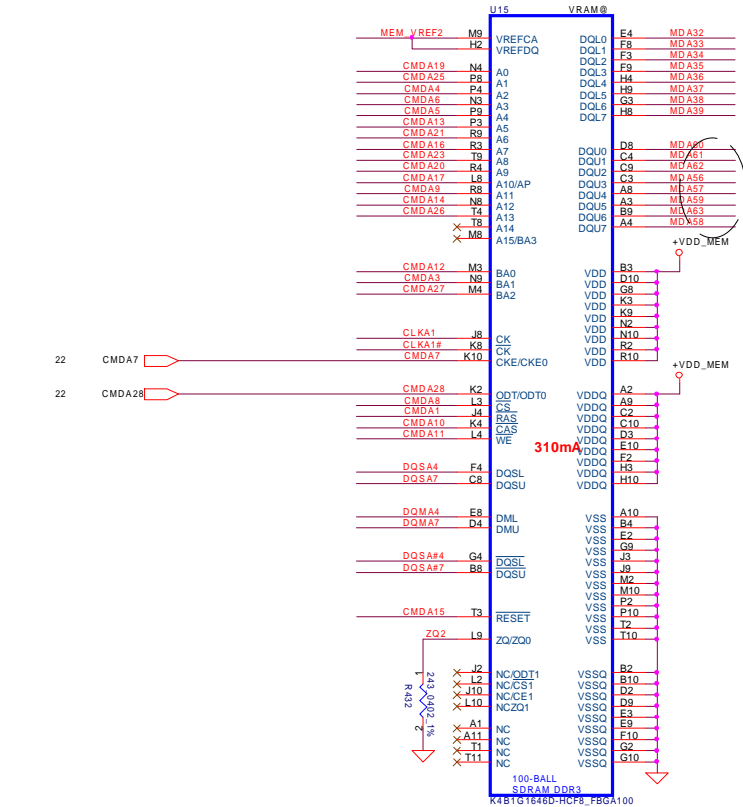 U15 VRAM@
MEM_VREF2 M9 VREFCA DQL0 E4 MDA32
H2 VREFDQ DQL1 F8 MDA33
DQL2 F3 MDA34
CMDA19 N4 A0 DQL3 F9 MDA35
CMDA25 P8 A1 DQL4 H4 MDA36
CMDA4 P4 A2 DQL5 H9 MDA37
CMDA6 N3 A3 DQL6 G3 MDA38
CMDA5 P9 A4 DQL7 H8 MDA39
CMDA13 P3 A5
CMDA21 R9 A6
CMDA16 R3 A7 DQU0 D8 MDA60
CMDA23 T9 A8 DQU1 C4 MDA61
CMDA20 R4 A9 DQU2 C9 MDA62
CMDA17 L8 A10/AP DQU3 C3 MDA56
CMDA9 R8 A11 DQU4 A8 MDA57
CMDA14 N8 A12 DQU5 A3 MDA59
CMDA26 T4 A13 DQU6 B9 MDA63
T8 A14 DQU7 A4 MDA58
M8 A15/BA3 +VDD_MEM
CMDA12 M3 BA0 VDD B3
CMDA3 N9 BA1 VDD D10
CMDA27 M4 BA2 VDD G8
VDD K3
VDD K9
VDD N2
CLKA1 J8 CK VDD N10
CLKA1# K8 CK VDD R2
22 CMDA7 CMDA7 K10 CKE/CKE0 VDD R10
+VDD_MEM
22 CMDA28 CMDA28 K2 ODT/ODT0 VDDQ A2
CMDA8 L3 CS VDDQ A9
CMDA1 J4 RAS VDDQ C2
CMDA10 K4 CAS VDDQ C10
CMDA11 L4 WE VDDQ D3
310mA VDDQ E10
VDDQ F2
DQSA4 F4 DQSL VDDQ H3
DQSA7 C8 DQSU VDDQ H10
DQMA4 E8 DML VSS A10
DQMA7 D4 DMU VSS B4
VSS E2
VSS G9
DQSA#4 G4 DQSL VSS J3
DQSA#7 B8 DQSU VSS J9
VSS M2
VSS M10
VSS P2
CMDA15 T3 RESET VSS P10
VSS T2
ZQ2 L9 ZQ/ZQ0 VSS T10
J2 NC/ODT1 VSSQ B2
L2 NC/CS1 VSSQ B10
J10 NC/CE1 VSSQ D2
L10 NCZQ1 VSSQ D9
VSSQ E3
A1 NC VSSQ E9
A11 NC VSSQ F10
T1 NC VSSQ G2
T11 NC VSSQ G10
1
R432
243_0402_1%
2
100-BALL
SDRAM DDR3
K4B1G1646D-HCF8_FBGA100